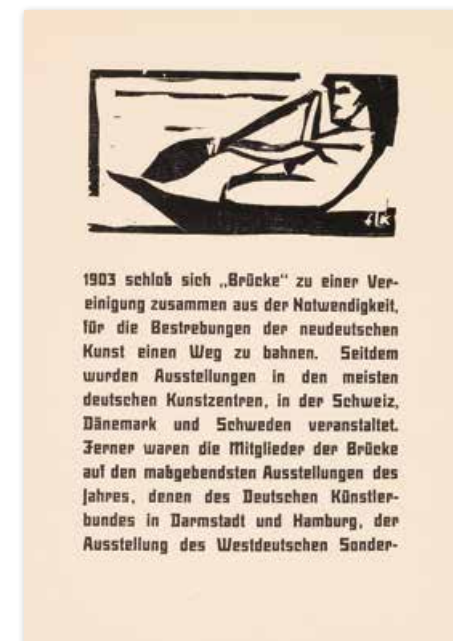 fLK
1903 schloß sich „Brücke“ zu einer Ver-
einigung zusammen aus der Notwendigkeit,
für die Bestrebungen der neudeutschen
Kunst einen Weg zu bahnen. Seitdem
wurden Ausstellungen in den meisten
deutschen Kunstzentren, in der Schweiz,
Dänemark und Schweden veranstaltet.
Ferner waren die Mitglieder der Brücke
auf den maßgebendsten Ausstellungen des
Jahres, denen des Deutschen Künstler-
bundes in Darmstadt und Hamburg, der
Ausstellung des Westdeutschen Sonder-